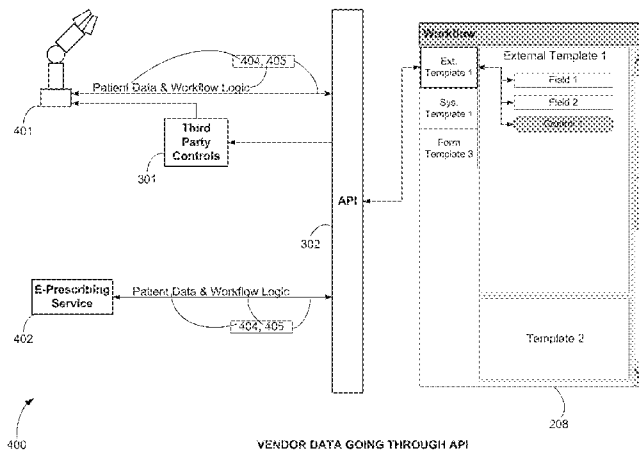 Workflow
404, 405
External Template 1
Ext.
Template 1
Field 1
Patient Data & Workflow Logic
Field 2
Sys.
Template 1
401
Third
Party
Controls
Form
Template 3
301
API
302
E-Prescribing
Service
Patient Data & Workflow Logic
404, 405
402
Template 2
208
400
VENDOR DATA GOING THROUGH API